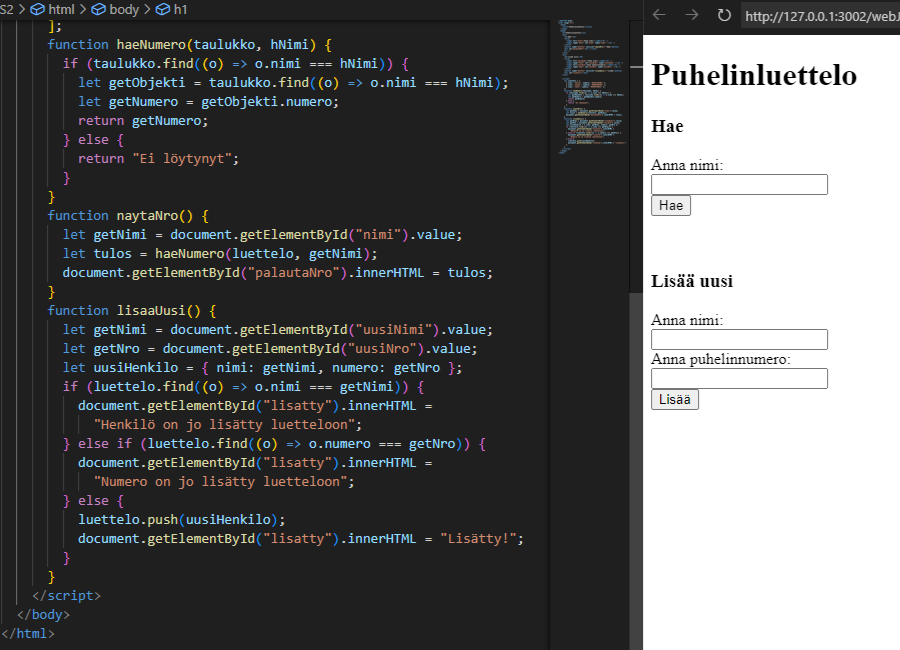 S2 > html > body > h1
];
function haeNumero(taulukko, hNimi) {
if (taulukko.find((o) => o.nimi === hNimi)) {
let getObjekti = taulukko.find((o) => o.nimi === hNimi);
let getNumero = getObjekti.numero;
return getNumero;
} else {
return "Ei löytynyt";
}
}
function naytaNro() {
let getNimi = document.getElementById("nimi").value;
let tulos = haeNumero(luettelo, getNimi);
document.getElementById("palautaNro").innerHTML = tulos;
}
function lisaaUusi() {
let getNimi = document.getElementById("uusiNimi").value;
let getNro = document.getElementById("uusiNro").value;
let uusiHenkilo = { nimi: getNimi, numero: getNro };
if (luettelo.find((o) => o.nimi === getNimi)) {
document.getElementById("lisatty").innerHTML =
"Henkilö on jo lisätty luetteloon";
} else if (luettelo.find((o) => o.numero === getNro)) {
document.getElementById("lisatty").innerHTML =
"Numero on jo lisätty luetteloon";
} else {
luettelo.push(uusiHenkilo);
document.getElementById("lisatty").innerHTML = "Lisätty!";
}
}
</script>
</body>
</html>
http://127.0.0.1:3002/webJ
Puhelinluettelo
Hae
Anna nimi:
Hae
Lisää uusi
Anna nimi:
Anna puhelinnumero:
Lisää